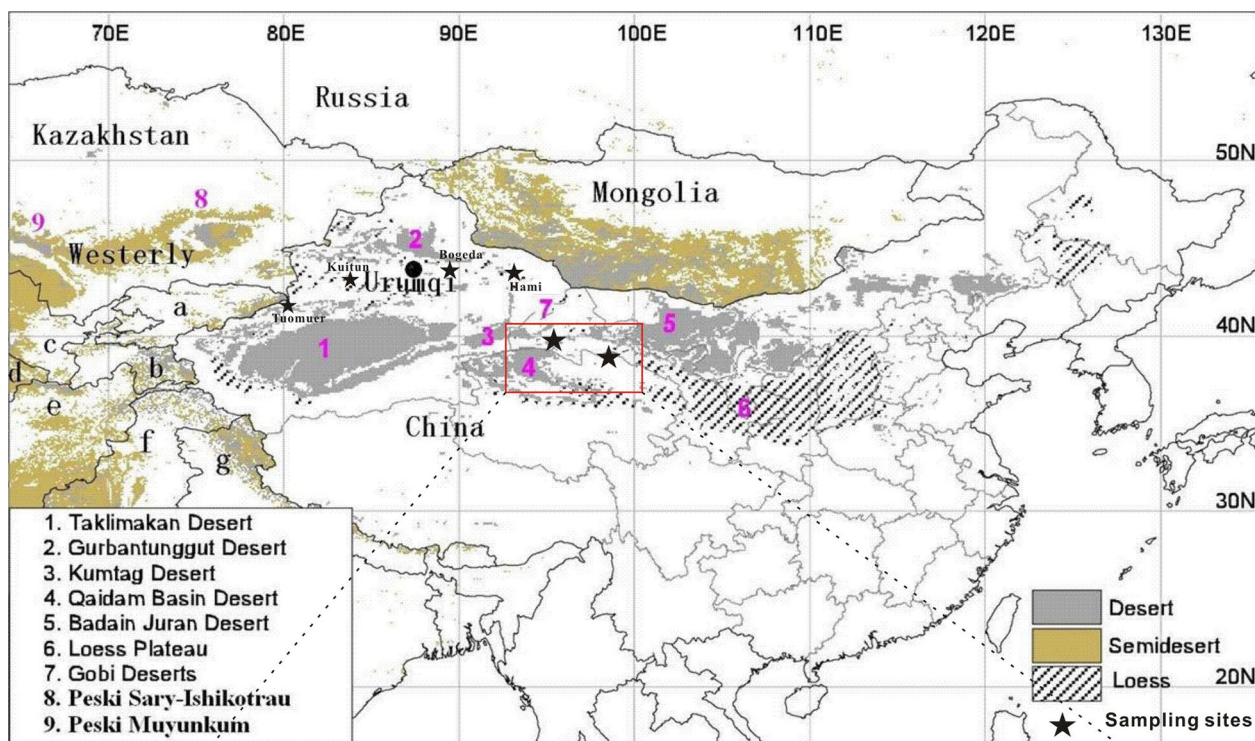 70E 80E 90E 100E 110E 120E 130E
Russia
Kazakhstan
50N
Mongolia
8
9
2
Westerly
Bogeda
Kuitun
Urumqi
Hami
a
7
Tuomuer
5
40N
c
3
1
b
4
d
e
6
China
f
g
30N
1. Taklimakan Desert
2. Gurbantunggut Desert
3. Kumtag Desert
4. Qaidam Basin Desert
5. Badain Juran Desert
6. Loess Plateau
7. Gobi Deserts
8. Peski Sary-Ishikotrau
9. Peski Muyunkum
Desert
Semidesert
Loess
20N
Sampling sites